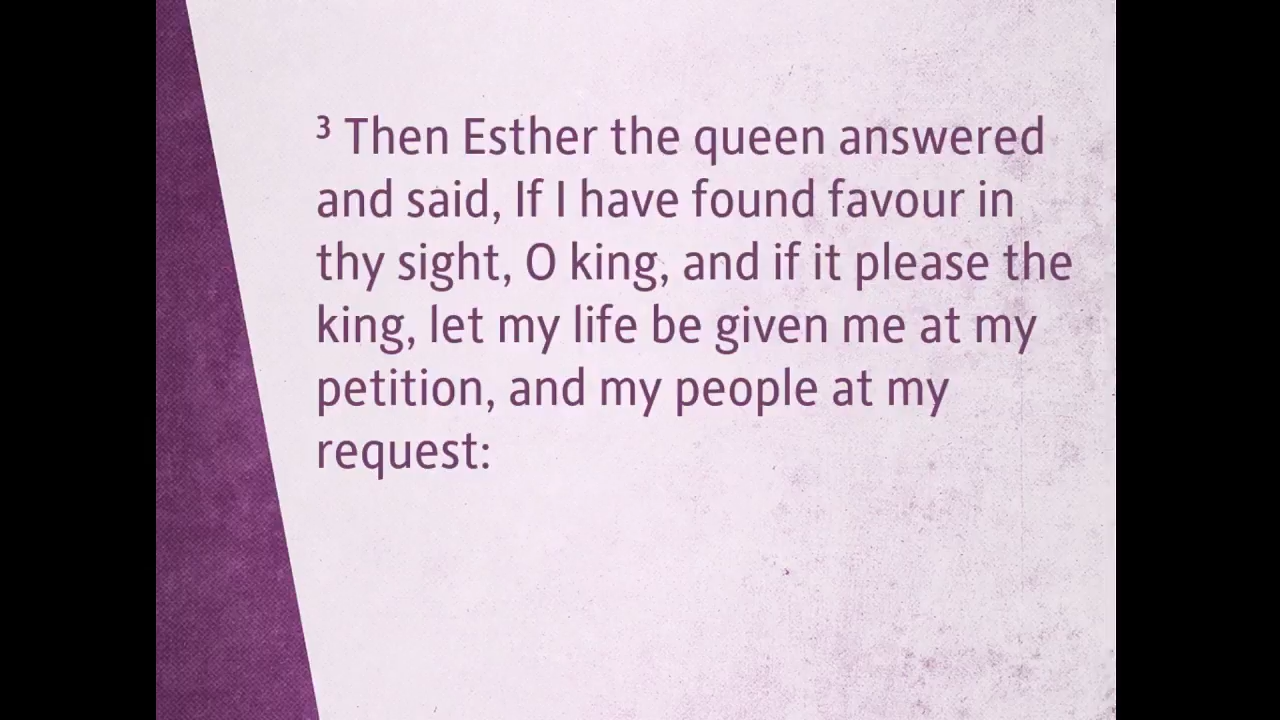 ³ Then Esther the queen answered
and said, If I have found favour in
thy sight, O king, and if it please the
king, let my life be given me at my
petition, and my people at my
request: